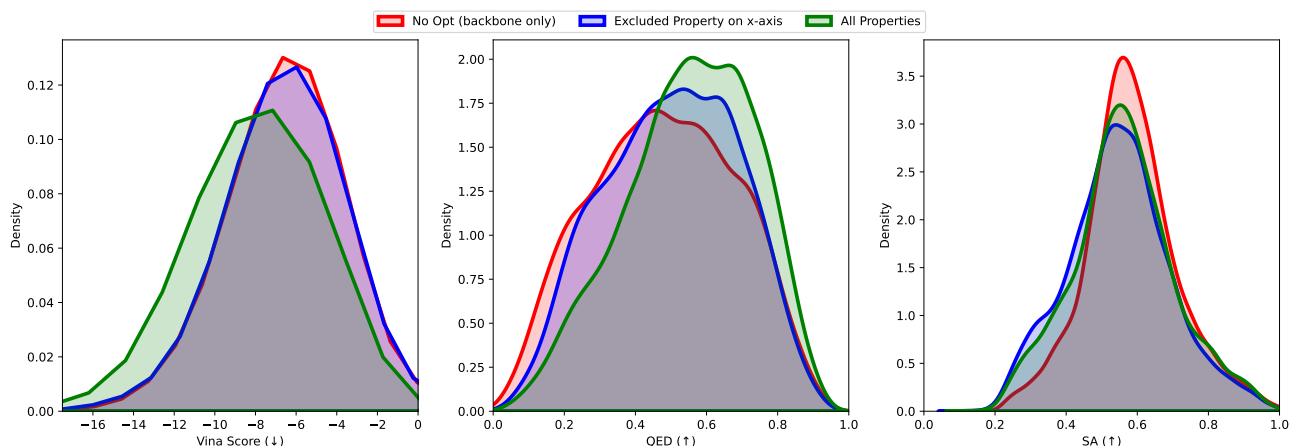 No Opt (backbone only) Excluded Property on x-axis All Properties
Density
0.12
0.10
0.08
0.06
0.04
0.02
0.00
−16 −14 −12 −10 −8 −6 −4 −2 0
Vina Score (↓)
Density
2.00
1.75
1.50
1.25
1.00
0.75
0.50
0.25
0.00
0.0 0.2 0.4 0.6 0.8 1.0
QED (↑)
Density
3.5
3.0
2.5
2.0
1.5
1.0
0.5
0.0
0.0 0.2 0.4 0.6 0.8 1.0
SA (↑)